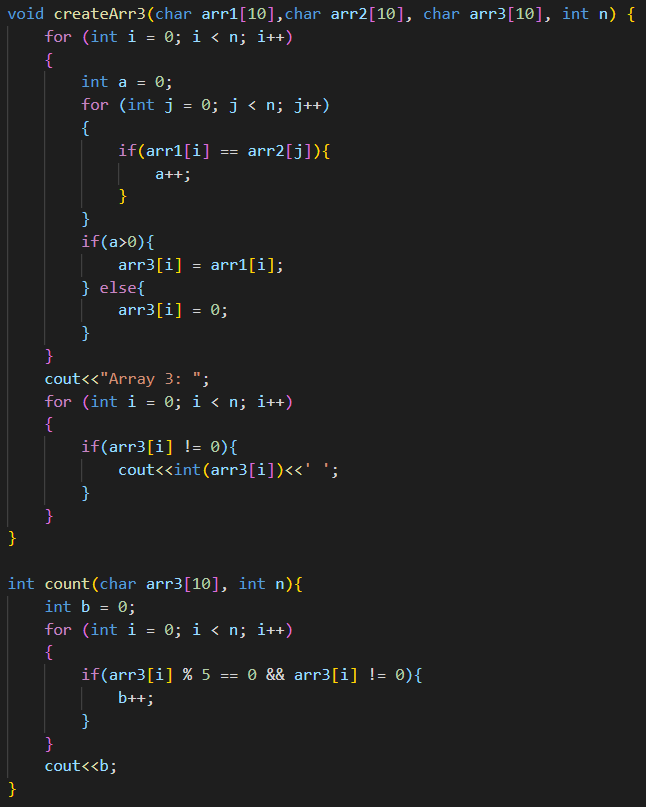 void createArr3(char arr1[10],char arr2[10], char arr3[10], int n) {
    for (int i = 0; i < n; i++)
    {
        int a = 0;
        for (int j = 0; j < n; j++)
        {
            if(arr1[i] == arr2[j]){
                a++;
            }
        }
        if(a>0){
            arr3[i] = arr1[i];
        } else{
            arr3[i] = 0;
        }
    }
    cout<<"Array 3: ";
    for (int i = 0; i < n; i++)
    {
        if(arr3[i] != 0){
            cout<<int(arr3[i])<<' ';
        }
    }
}

int count(char arr3[10], int n){
    int b = 0;
    for (int i = 0; i < n; i++)
    {
        if(arr3[i] % 5 == 0 && arr3[i] != 0){
            b++;
        }
    }
    cout<<b;
}